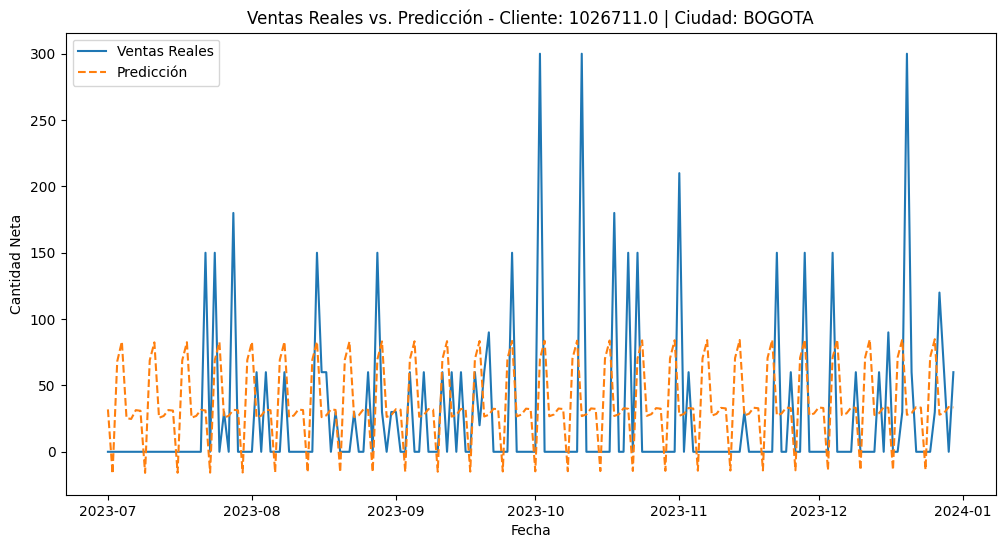 Ventas Reales vs. Predicción - Cliente: 1026711.0 | Ciudad: BOGOTA
Ventas Reales
Predicción
300
250
200
150
100
50
0
Cantidad Neta
2023-07
2023-08
2023-09
2023-10
2023-11
2023-12
2024-01
Fecha